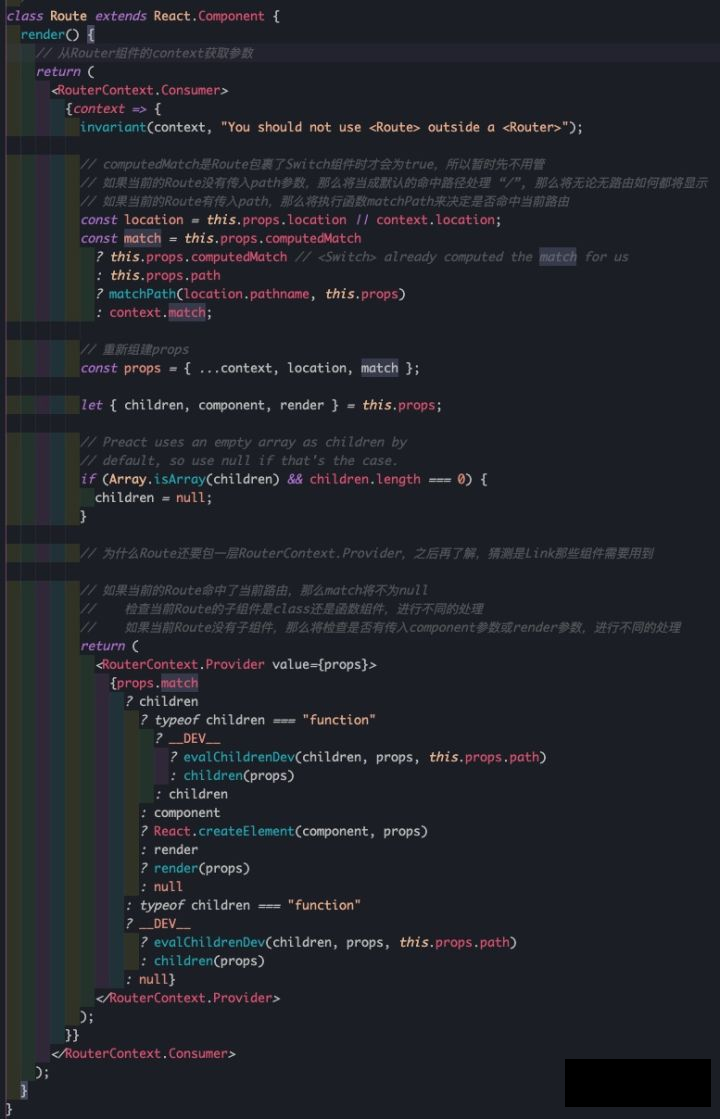 class Route extends React.Component {
  render() {
    // 从Router组件的context获取参数
    return (
      <RouterContext.Consumer>
        {context => {
          invariant(context, "You should not use <Route> outside a <Router>");

          // computedMatch是Route包裹了Switch组件时才会为true，所以暂时先不用管
          // 如果当前的Route没有传入path参数，那么将当成默认的命中路径处理 “/”，那么将无论无路由如何都将显示
          // 如果当前的Route有传入path，那么将执行函数matchPath来决定是否命中当前路由
          const location = this.props.location || context.location;
          const match = this.props.computedMatch
            ? this.props.computedMatch // <Switch> already computed the match for us
            : this.props.path
            ? matchPath(location.pathname, this.props)
            : context.match;

          // 重新组建props
          const props = { ...context, location, match };

          let { children, component, render } = this.props;

          // Preact uses an empty array as children by
          // default, so use null if that's the case.
          if (Array.isArray(children) && children.length === 0) {
            children = null;
          }

          // 为什么Route还要包一层RouterContext.Provider，之后再了解，猜测是Link那些组件需要用到

          // 如果当前的Route命中了当前路由，那么match将不为null
          //    检查当前Route的子组件是class还是函数组件，进行不同的处理
          //    如果当前Route没有子组件，那么将检查是否有传入component参数或render参数，进行不同的处理
          return (
            <RouterContext.Provider value={props}>
              {props.match
                ? children
                  ? typeof children === "function"
                    ? __DEV__
                      ? evalChildrenDev(children, props, this.props.path)
                      : children(props)
                    : children
                  : component
                  ? React.createElement(component, props)
                  : render
                  ? render(props)
                  : null
                : typeof children === "function"
                ? __DEV__
                  ? evalChildrenDev(children, props, this.props.path)
                  : children(props)
                : null}
            </RouterContext.Provider>
          );
        }}
      </RouterContext.Consumer>
    );
  }
}